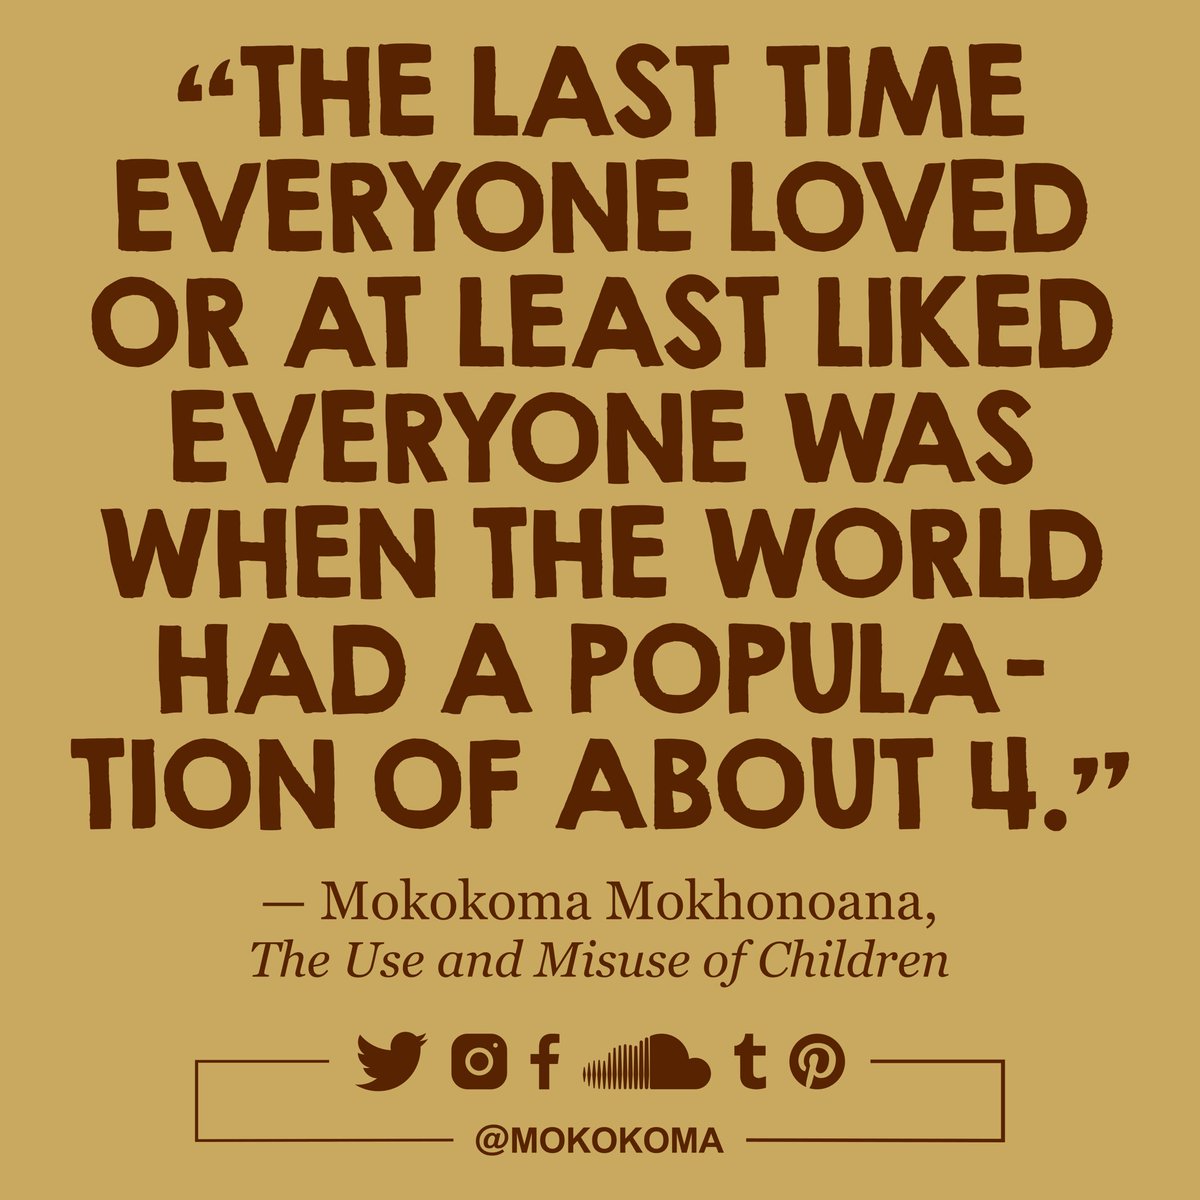 “THE LAST TIME
EVERYONE LOVED
OR AT LEAST LIKED
EVERYONE WAS
WHEN THE WORLD
HAD A POPULA-
TION OF ABOUT 4.”
— Mokokoma Mokhonoana,
The Use and Misuse of Children
@MOKOKOMA